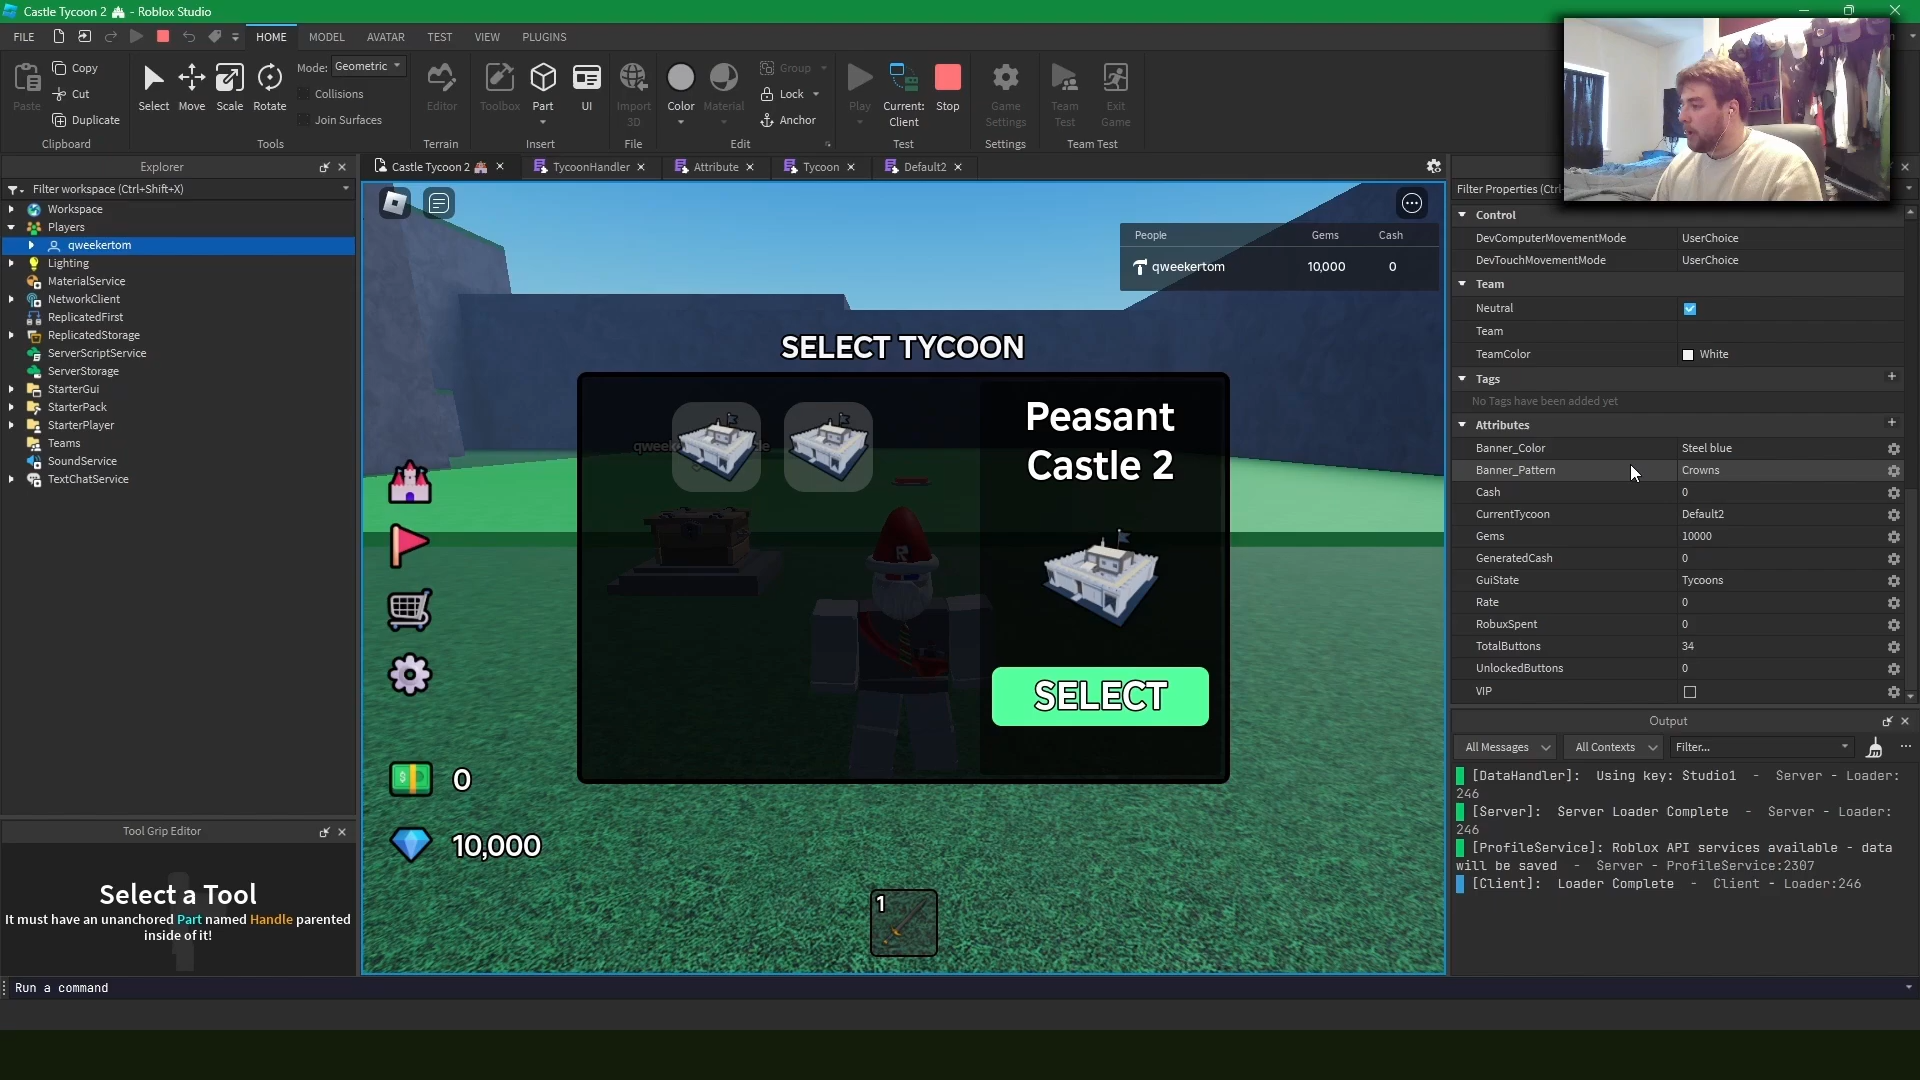 Castle Tycoon 2 - Roblox Studio
FILE
HOME
MODEL
AVATAR
TEST
VIEW
PLUGINS
Paste
Copy
Cut
Duplicate
Clipboard
Select
Move
Scale
Rotate
Mode:
Geometric
Collisions
Join Surfaces
Tools
Editor
Terrain
Toolbox
Part
UI
Insert
Import
3D
File
Color
Material
Group
Lock
Anchor
Edit
Play
Current:
Client
Stop
Test
Game
Settings
Settings
Team
Test
Exit
Game
Team Test
Explorer
Filter workspace (Ctrl+Shift+X)
Workspace
Players
qweekertom
Lighting
MaterialService
NetworkClient
ReplicatedFirst
ReplicatedStorage
ServerScriptService
ServerStorage
StarterGui
StarterPack
StarterPlayer
Teams
SoundService
TextChatService
Tool Grip Editor
Select a Tool
It must have an unanchored Part named Handle parented
inside of it!
Run a command
Castle Tycoon 2
TycoonHandler
Attribute
Tycoon
Default2
People
Gems
Cash
qweekertom
10,000
0
SELECT TYCOON
Peasant
Castle 2
SELECT
0
10,000
1
Filter Properties (Ctrl
Control
DevComputerMovementMode
UserChoice
DevTouchMovementMode
UserChoice
Team
Neutral
Team
TeamColor
White
Tags
No Tags have been added yet
Attributes
Banner_Color
Steel blue
Banner_Pattern
Crowns
Cash
0
CurrentTycoon
Default2
Gems
10000
GeneratedCash
0
GuiState
Tycoons
Rate
0
RobuxSpent
0
TotalButtons
34
UnlockedButtons
0
VIP
Output
All Messages
All Contexts
Filter...
[DataHandler]: Using key: Studio1 - Server - Loader:
246
[Server]: Server Loader Complete - Server - Loader:
246
[ProfileService]: Roblox API services available - data
will be saved - Server - ProfileService:2307
[Client]: Loader Complete - Client - Loader:246